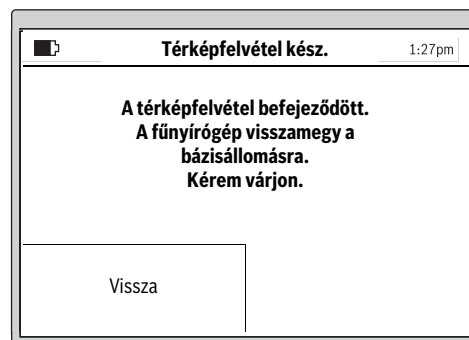 Térképfelvétel kész.
1:27pm
A térképfelvétel befejeződött.
A fűnyírógép visszamegy a
bázisállomásra.
Kérem várjon.
Vissza